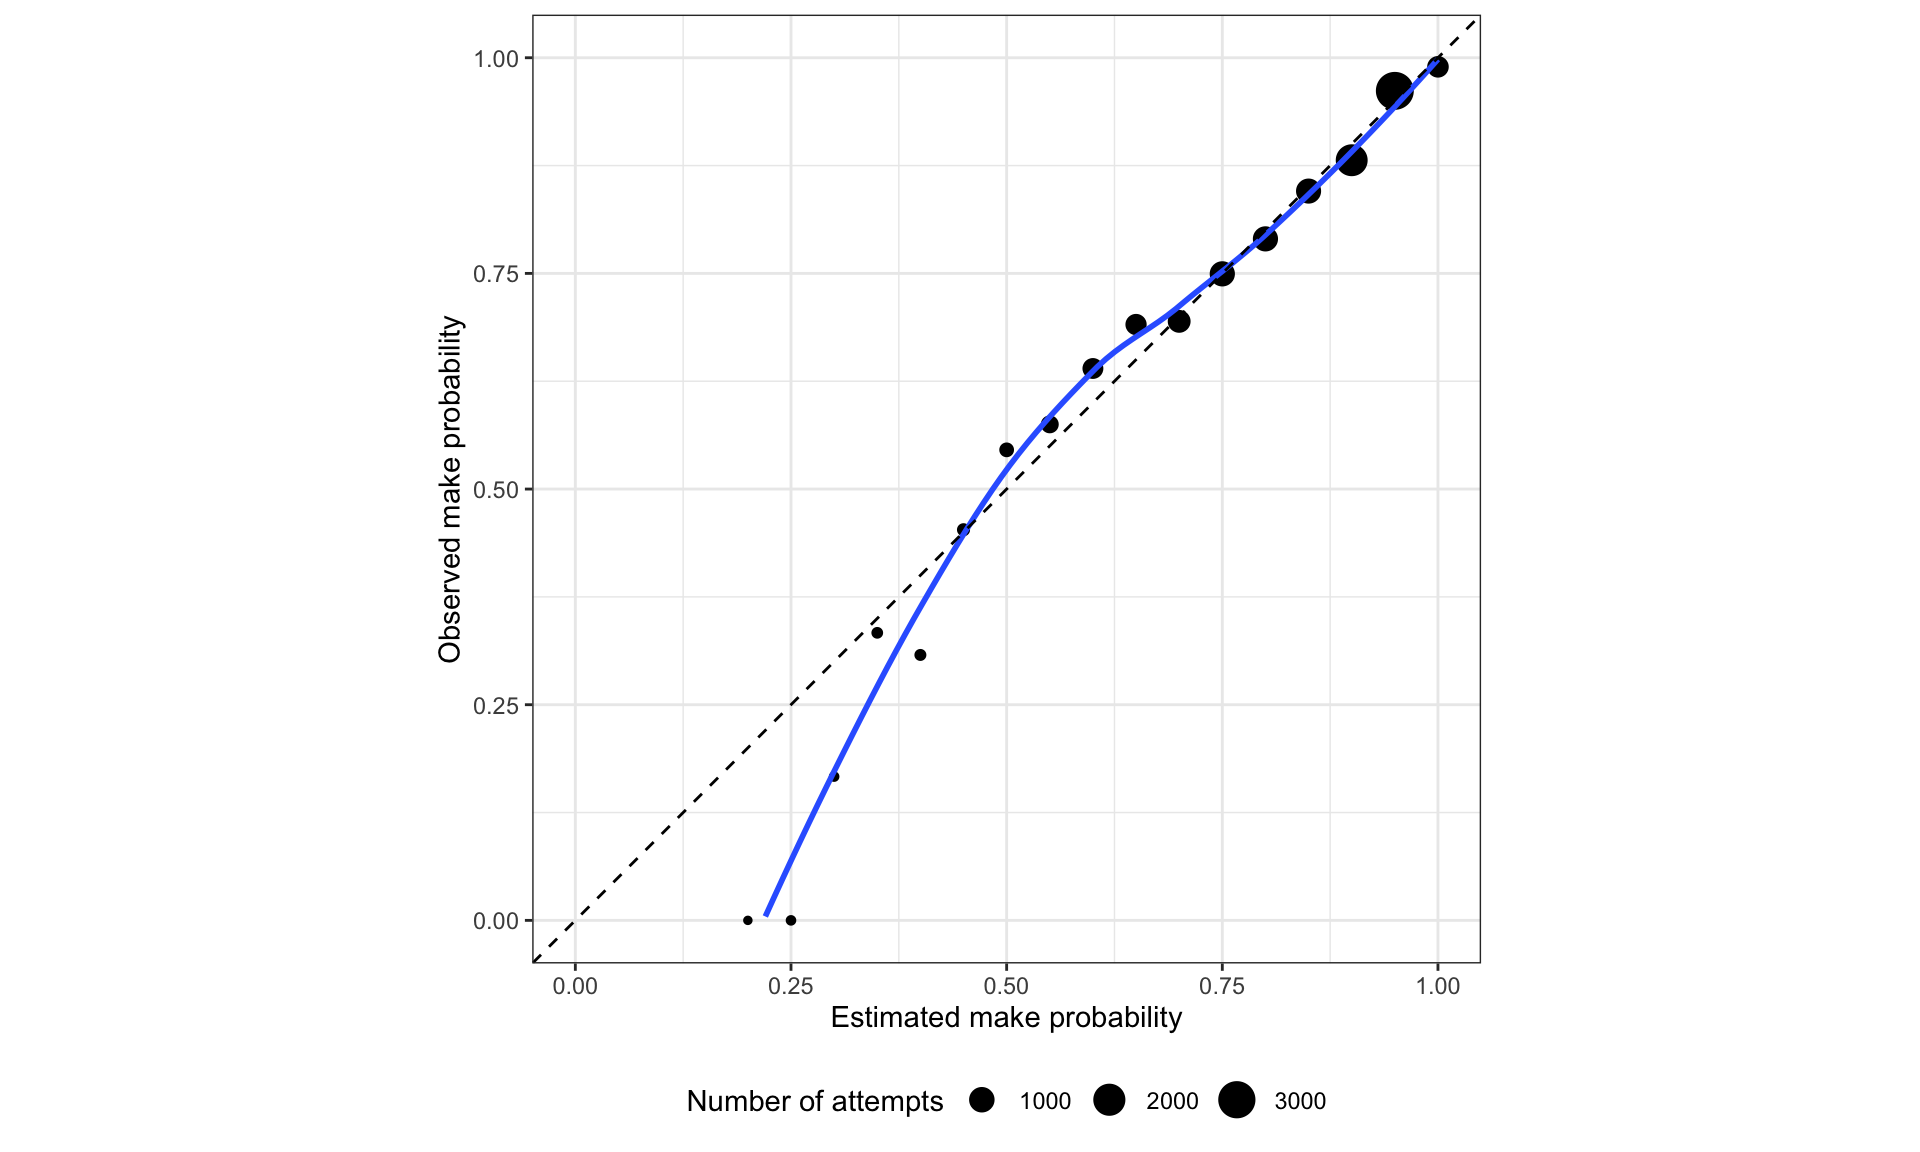 1.00
0.75
0.50
0.25
0.00
Observed make probability
0.00 0.25 0.50 0.75 1.00
Estimated make probability
Number of attempts 1000 2000 3000